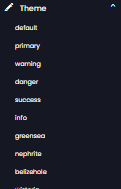 Theme
default
primary
warning
danger
success
info
greensea
nephrite
belizehole